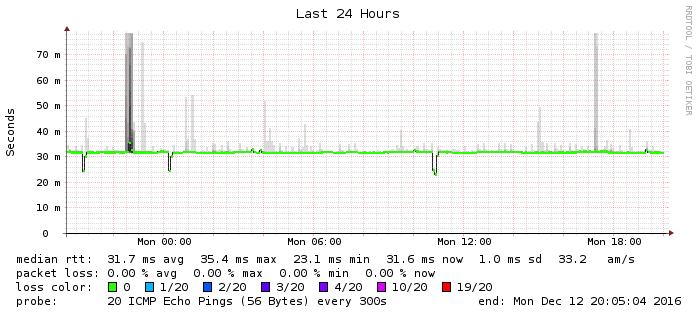 Last 24 Hours
RRDTOOL / TOBI OETIKER
Seconds
70 m
60 m
50 m
40 m
30 m
20 m
10 m
0
Mon 00:00 Mon 06:00 Mon 12:00 Mon 18:00
median rtt: 31.7 ms avg 35.4 ms max 23.1 ms min 31.6 ms now 1.0 ms sd 33.2 am/s
packet loss: 0.00 % avg 0.00 % max 0.00 % min 0.00 % now
loss color: 0 1/20 2/20 3/20 4/20 10/20 19/20
probe: 20 ICMP Echo Pings (56 Bytes) every 300s end: Mon Dec 12 20:05:04 2016